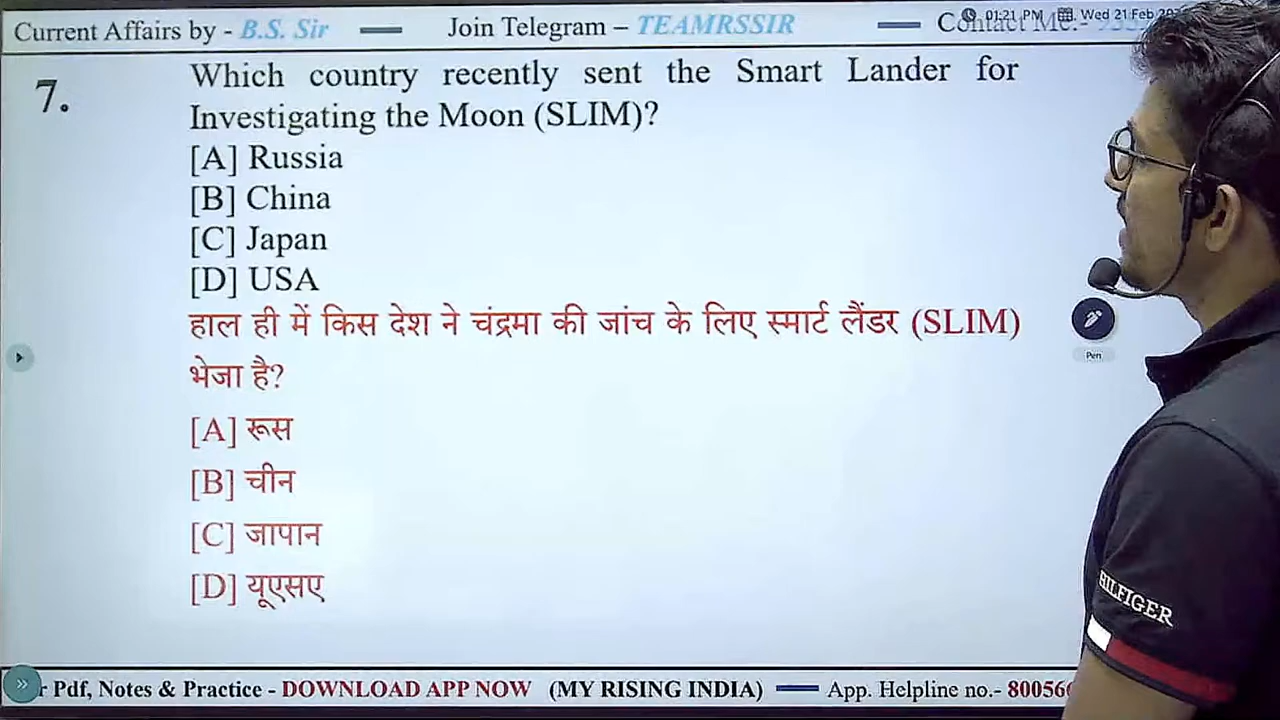 Current Affairs by - B.S. Sir
Join Telegram – TEAMRSSIR
Contact Me.-
01:21 PM Wed 21 Feb
7.
Which country recently sent the Smart Lander for
Investigating the Moon (SLIM)?
[A] Russia
[B] China
[C] Japan
[D] USA
हाल ही में किस देश ने चंद्रमा की जांच के लिए स्मार्ट लैंडर (SLIM)
भेजा है?
[A] रूस
[B] चीन
[C] जापान
[D] यूएसए
Pen
HILFIGER
r Pdf, Notes & Practice - DOWNLOAD APP NOW (MY RISING INDIA)
App. Helpline no.- 80056